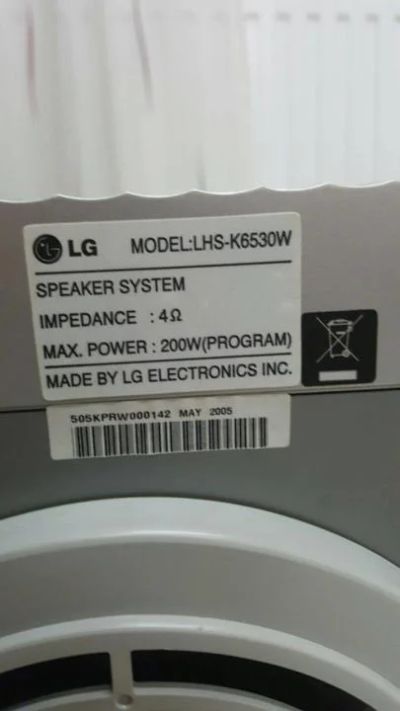 LG MODEL:LHS-K6530W
SPEAKER SYSTEM
IMPEDANCE : 4Ω
MAX. POWER : 200W(PROGRAM)
MADE BY LG ELECTRONICS INC.
505KPRW000142 MAY 2005